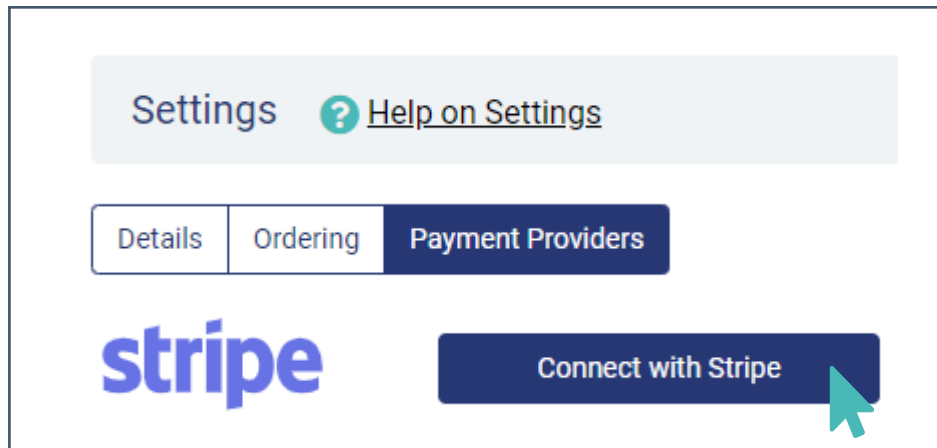 Settings ? Help on Settings
Details Ordering Payment Providers
stripe Connect with Stripe